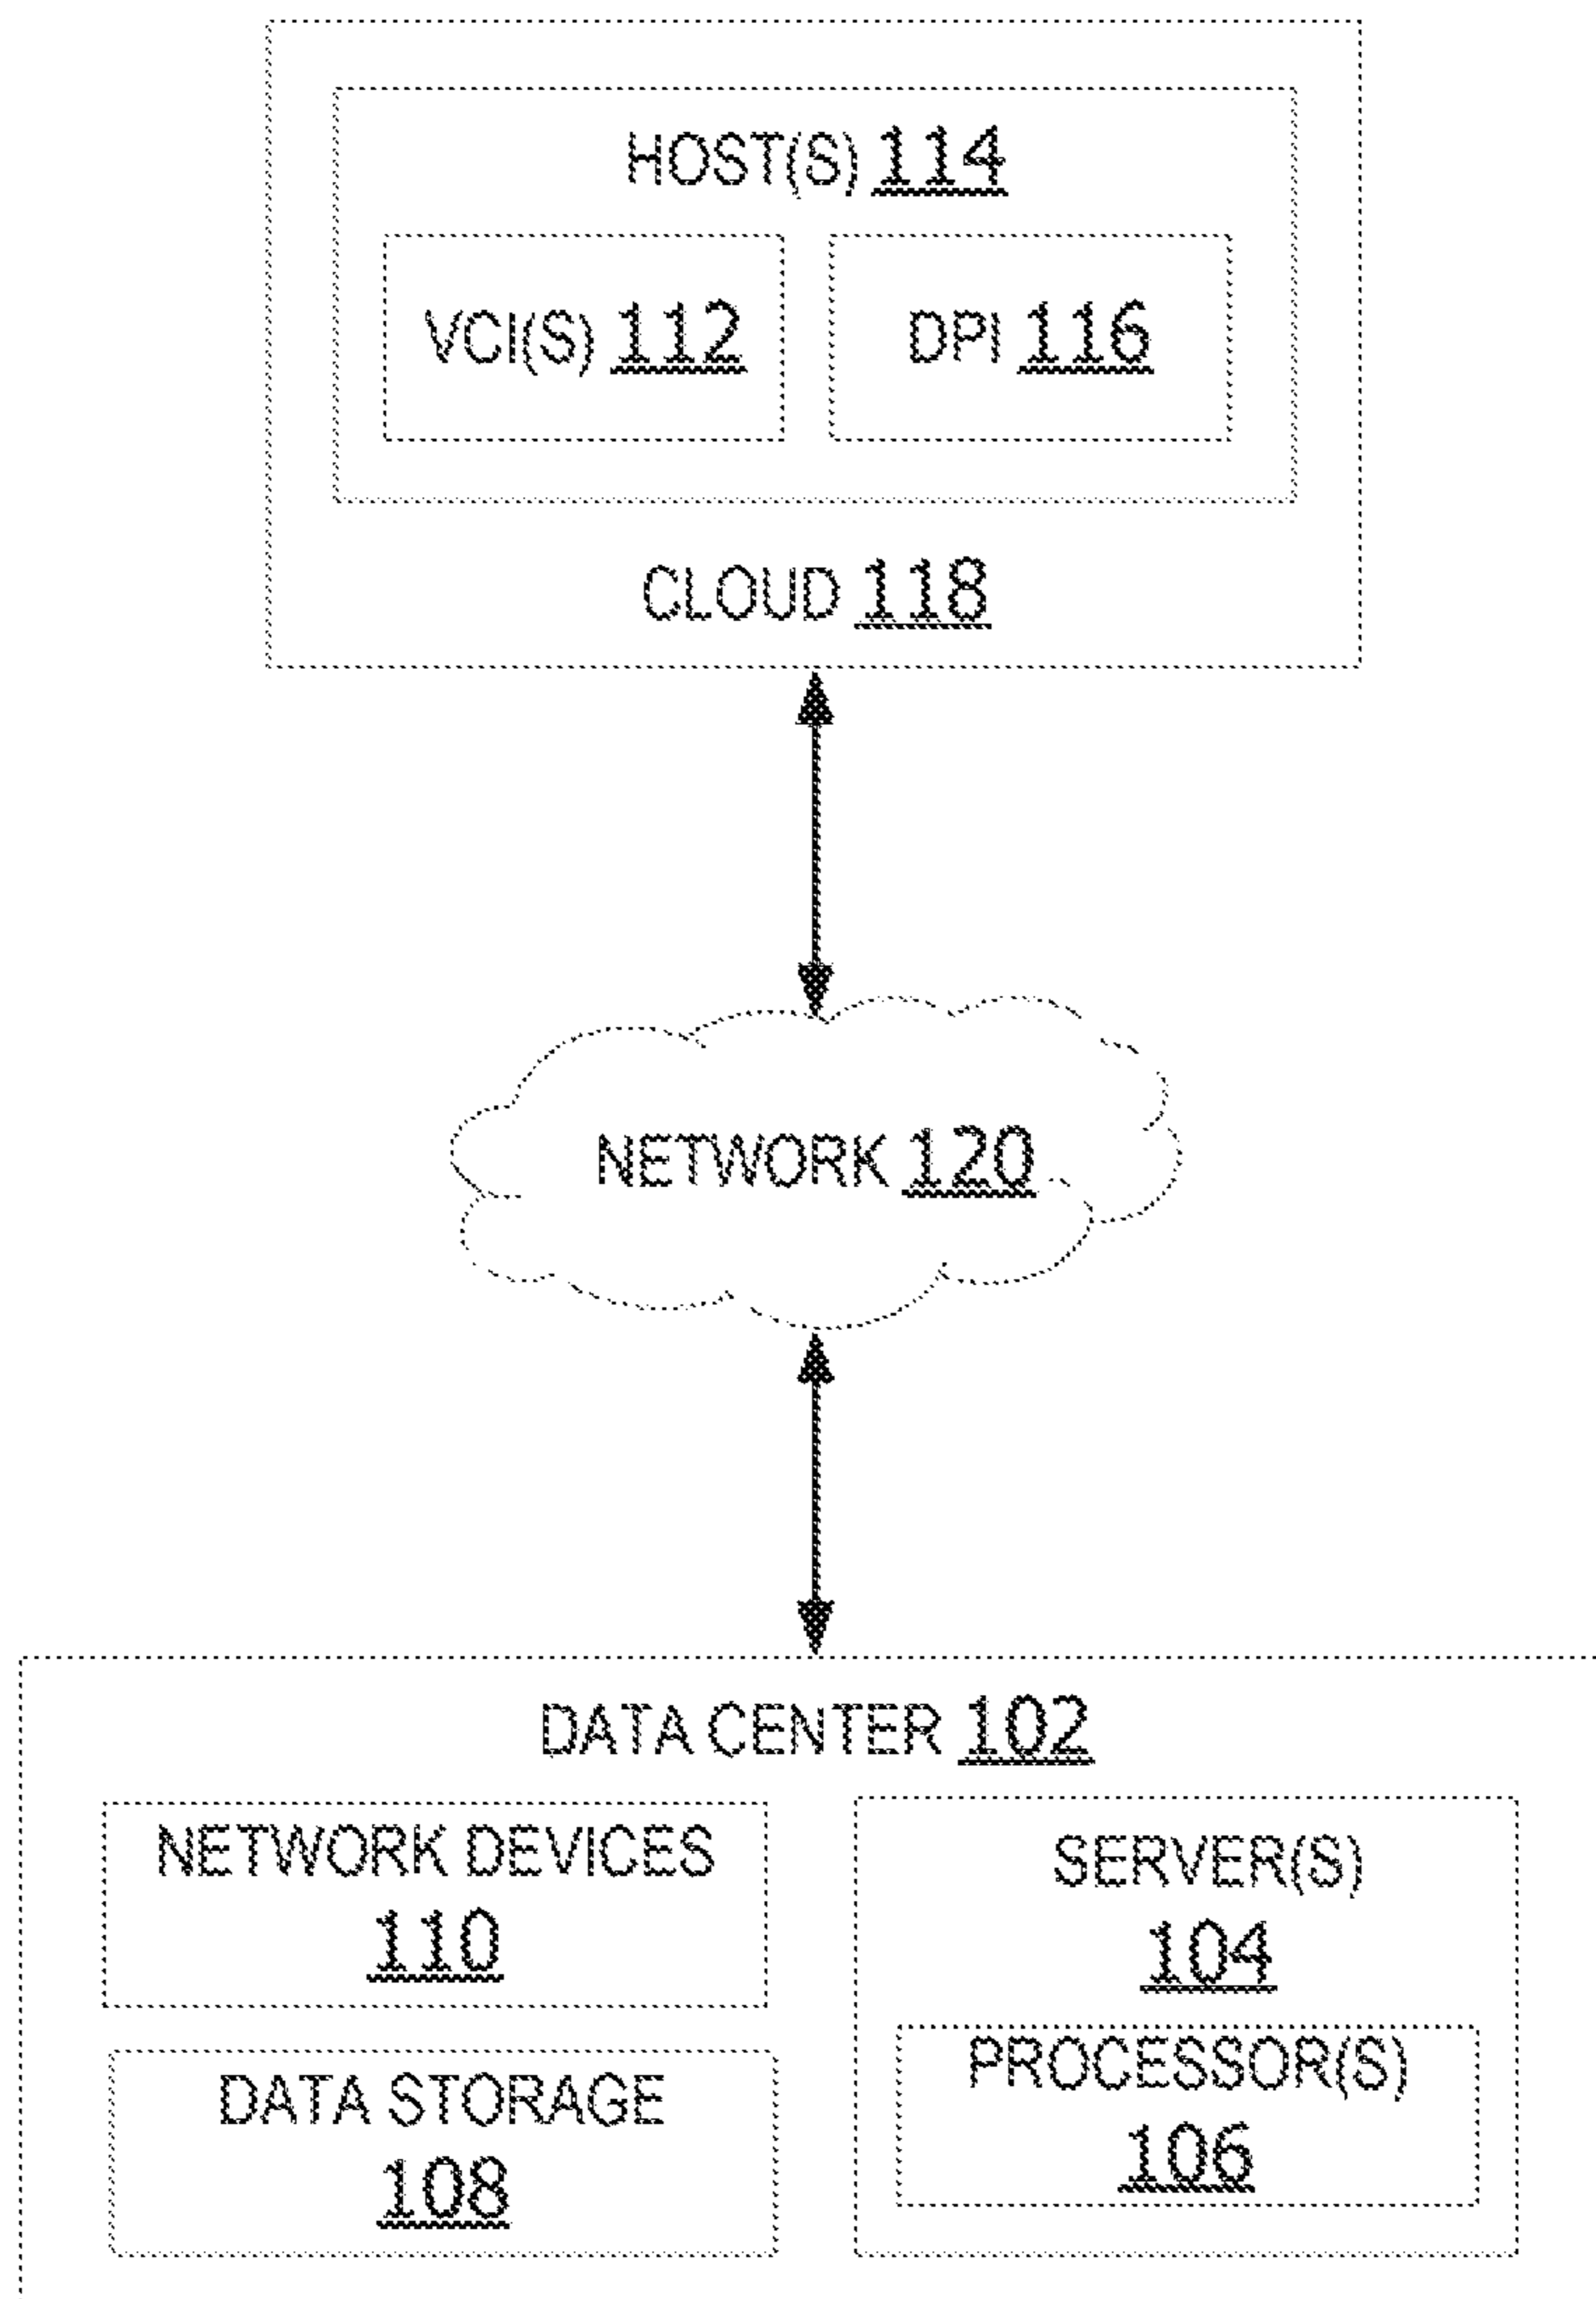 HOST(S) 114
VCI(S) 112
DPI 116
CLOUD 118
NETWORK 120
DATA CENTER 102
NETWORK DEVICES
110
SERVER(S)
104
DATA STORAGE
108
PROCESSOR(S)
106